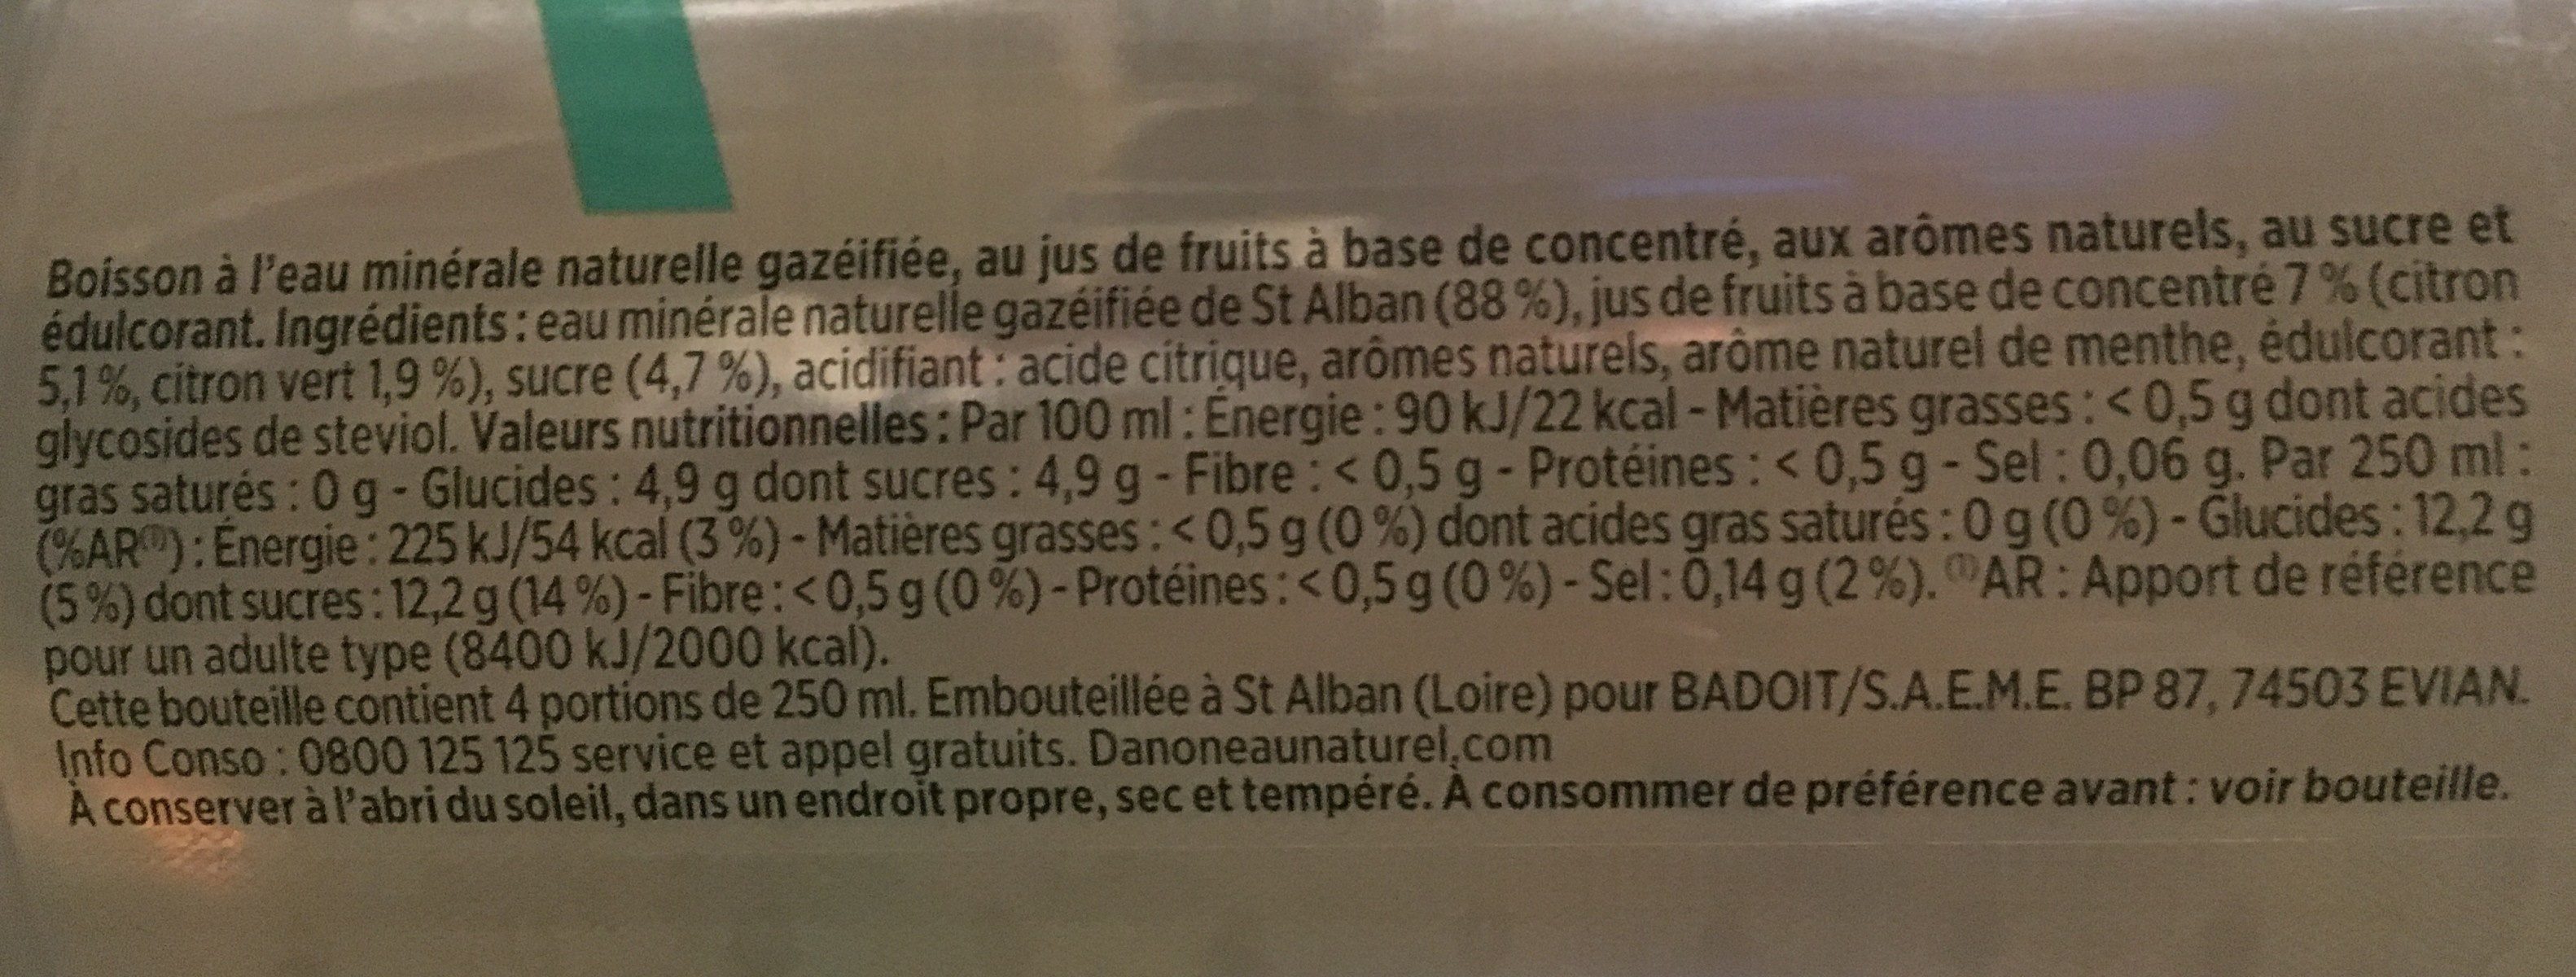 Boisson à l'eau minérale naturelle gazéifiée, au jus de fruits à base de concentré, aux arômes naturels, au sucre et
édulcorant. Ingrédients : eau minérale naturelle gazéifiée de St Alban (88 %), jus de fruits à base de concentré 7 % (citron
5,1 %, citron vert 1,9 %), sucre (4,7 %), acidifiant : acide citrique, arômes naturels, arôme naturel de menthe, édulcorant :
glycosides de steviol. Valeurs nutritionnelles : Par 100 ml : Énergie : 90 kJ/22 kcal - Matières grasses : < 0,5 g dont acides
gras saturés : 0 g - Glucides : 4,9 g dont sucres : 4,9 g - Fibre : < 0,5 g - Protéines : < 0,5 g - Sel : 0,06 g. Par 250 ml :
(%AR⁽¹⁾) : Énergie : 225 kJ/54 kcal (3 %) - Matières grasses : < 0,5 g (0 %) dont acides gras saturés : 0 g (0 %) - Glucides : 12,2 g
(5 %) dont sucres : 12,2 g (14 %) - Fibre : < 0,5 g (0 %) - Protéines : < 0,5 g (0 %) - Sel : 0,14 g (2 %). ⁽¹⁾AR : Apport de référence
pour un adulte type (8400 kJ/2000 kcal).
Cette bouteille contient 4 portions de 250 ml. Embouteillée à St Alban (Loire) pour BADOIT/S.A.E.M.E. BP 87, 74503 EVIAN.
Info Conso : 0800 125 125 service et appel gratuits. Danoneaunaturel.com
À conserver à l'abri du soleil, dans un endroit propre, sec et tempéré. À consommer de préférence avant : voir bouteille.